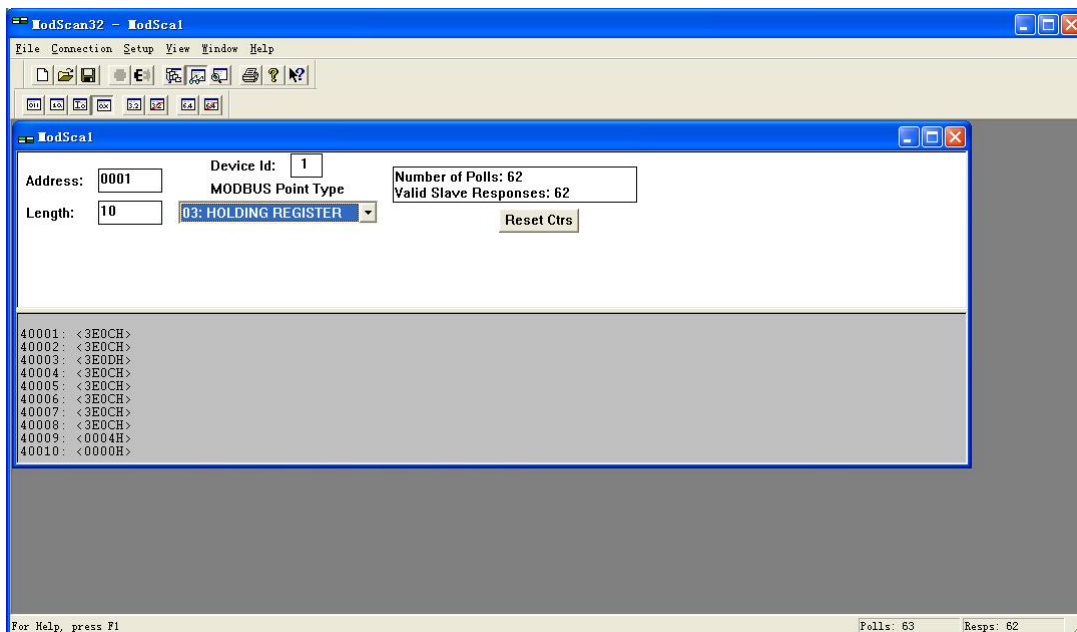 ModScan32 - ModSca1
File Connection Setup View Window Help
ModSca1
Address: 0001
Device Id: 1
MODBUS Point Type
Length: 10
03: HOLDING REGISTER
Number of Polls: 62
Valid Slave Responses: 62
Reset Ctrs
40001: <3E0CH>
40002: <3E0CH>
40003: <3E0DH>
40004: <3E0CH>
40005: <3E0CH>
40006: <3E0CH>
40007: <3E0CH>
40008: <3E0CH>
40009: <0004H>
40010: <0000H>
For Help, press F1
Polls: 63
Resps: 62